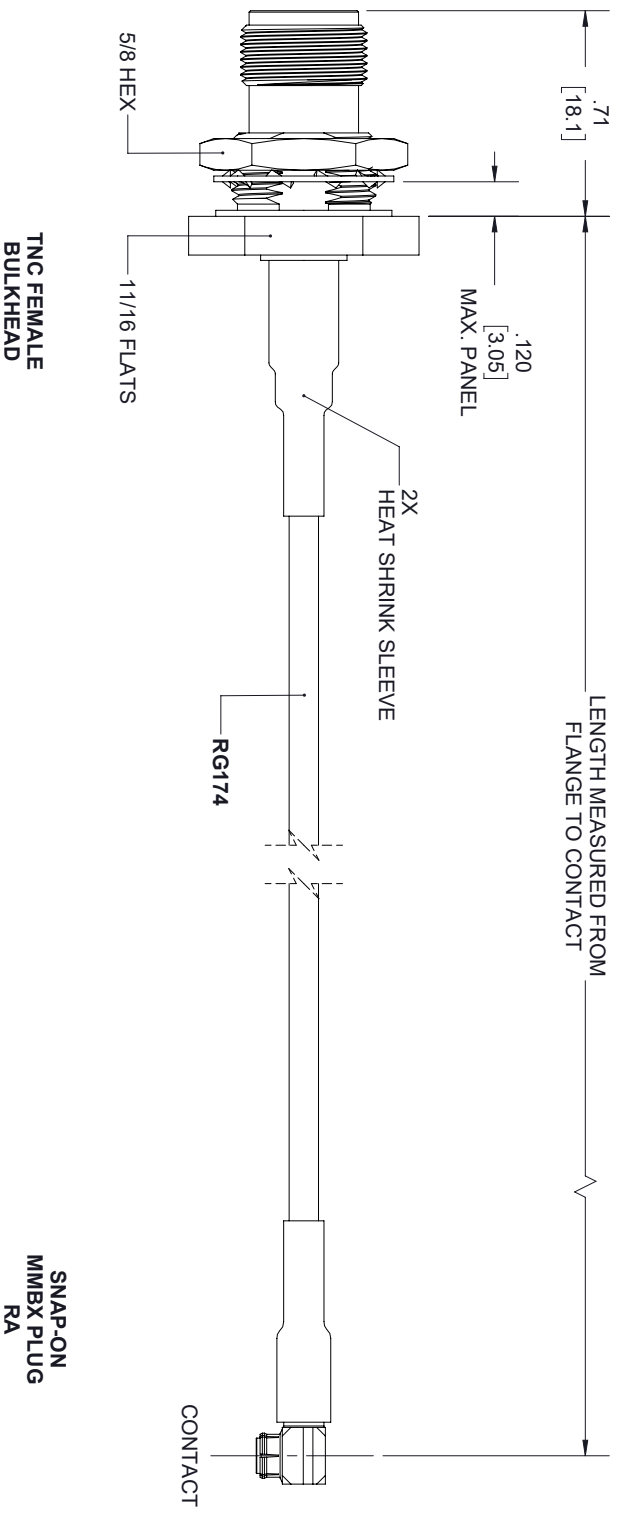 .71
[18.1]
.120
[3.05]
MAX. PANEL
LENGTH MEASURED FROM
FLANGE TO CONTACT
2X
HEAT SHRINK SLEEVE
5/8 HEX
11/16 FLATS
RG174
CONTACT
TNC FEMALE
BULKHEAD
SNAP-ON
MMBX PLUG
RA